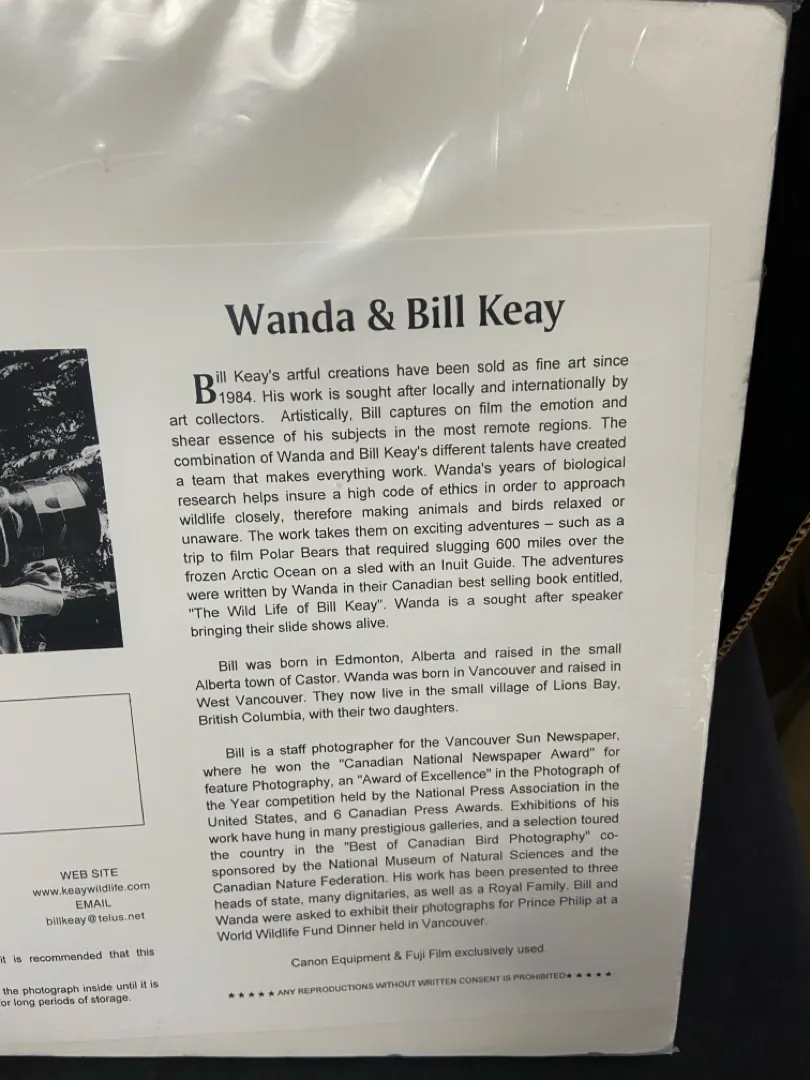 Wanda & Bill Keay
Bill Keay's artful creations have been sold as fine art since
1984. His work is sought after locally and internationally by
art collectors. Artistically, Bill captures on film the emotion and
shear essence of his subjects in the most remote regions. The
combination of Wanda and Bill Keay's different talents have created
a team that makes everything work. Wanda's years of biological
research helps insure a high code of ethics in order to approach
wildlife closely, therefore making animals and birds relaxed or
unaware. The work takes them on exciting adventures – such as a
trip to film Polar Bears that required slugging 600 miles over the
frozen Arctic Ocean on a sled with an Inuit Guide. The adventures
were written by Wanda in their Canadian best selling book entitled,
"The Wild Life of Bill Keay". Wanda is a sought after speaker
bringing their slide shows alive.
Bill was born in Edmonton, Alberta and raised in the small
Alberta town of Castor. Wanda was born in Vancouver and raised in
West Vancouver. They now live in the small village of Lions Bay,
British Columbia, with their two daughters.
Bill is a staff photographer for the Vancouver Sun Newspaper,
where he won the "Canadian National Newspaper Award" for
feature Photography, an "Award of Excellence" in the Photograph of
the Year competition held by the National Press Association in the
United States, and 6 Canadian Press Awards. Exhibitions of his
work have hung in many prestigious galleries, and a selection toured
the country in the "Best of Canadian Bird Photography" co-
sponsored by the National Museum of Natural Sciences and the
Canadian Nature Federation. His work has been presented to three
heads of state, many dignitaries, as well as a Royal Family. Bill and
Wanda were asked to exhibit their photographs for Prince Philip at a
World Wildlife Fund Dinner held in Vancouver.
Canon Equipment & Fuji Film exclusively used
★ ★ ★ ★ ★ ANY REPRODUCTIONS WITHOUT WRITTEN CONSENT IS PROHIBITED★ ★ ★ ★ ★
WEB SITE
www.keaywildlife.com
EMAIL
billkeay@telus.net
it is recommended that this
the photograph inside until it is
or long periods of storage.